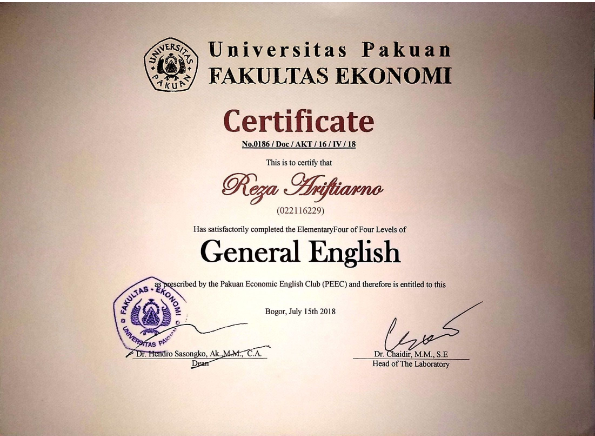 UNIVERSITAS PAKUAN
Universitas Pakuan
FAKULTAS EKONOMI
Certificate
No.0186 / Doc / AKT / 16 / IV / 18
This is to certify that
Reza Ariftiarno
(022116229)
Has satisfactorily completed the ElementaryFour of Four Levels of
General English
as prescribed by the Pakuan Economic English Club (PEEC) and therefore is entitled to this
Bogor, July 15th 2018
FAKULTAS - EKONOMI
UNIVERSITAS PAKUAN
Dr. Hendro Sasongko, Ak.,M.M., C.A.
Dean
Dr. Chaidir, M.M., S.E
Head of The Laboratory